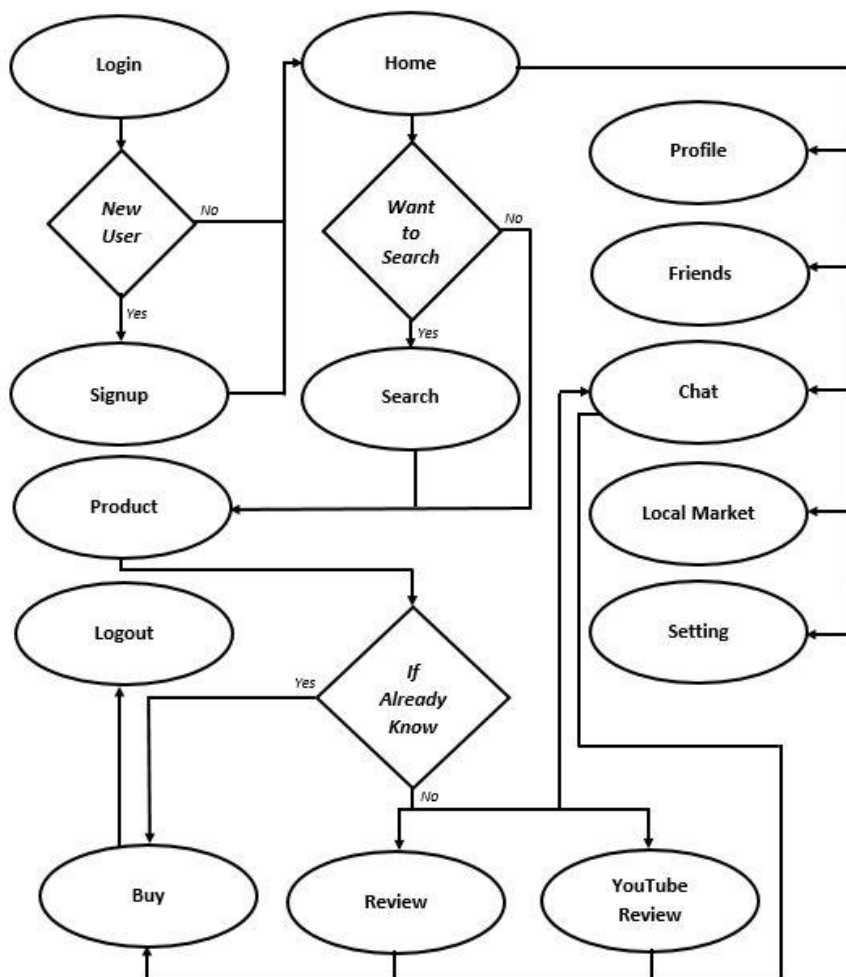 Login
Home
Profile
New
User
No
Want
to
Search
No
Friends
Yes
Yes
Signup
Search
Chat
Product
Local Market
Logout
Setting
Yes
If
Already
Know
No
Buy
Review
YouTube
Review